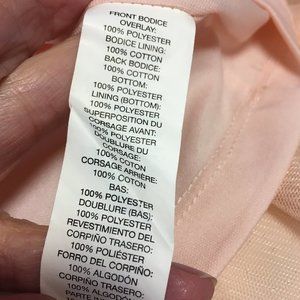 FRONT BODICE
OVERLAY:
100% POLYESTER
BODICE LINING:
100% COTTON
BACK BODICE:
100% COTTON
BOTTOM:
100% POLYESTER
LINING (BOTTOM):
100% POLYESTER
SUPERPOSITION DU
CORSAGE AVANT:
100% POLYESTER
DOUBLURE DU
CORSAGE:
100% COTON
CORSAGE ARRIÈRE:
100% COTON
BAS:
100% POLYESTER
DOUBLURE (BAS):
100% POLYESTER
REVESTIMIENTO DEL
CORPIÑO TRASERO:
100% POLIÉSTER
FORRO DEL CORPIÑO:
100% ALGODÓN
CORPIÑO TRASERO:
100% ALGODÓN